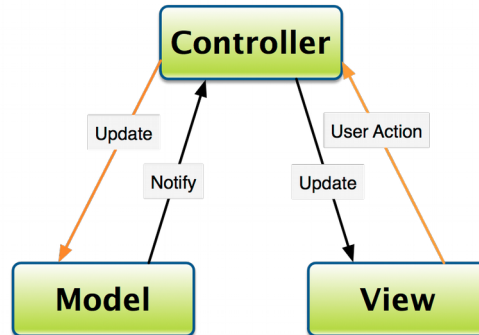 Controller
Update
User Action
Notify
Update
Model
View